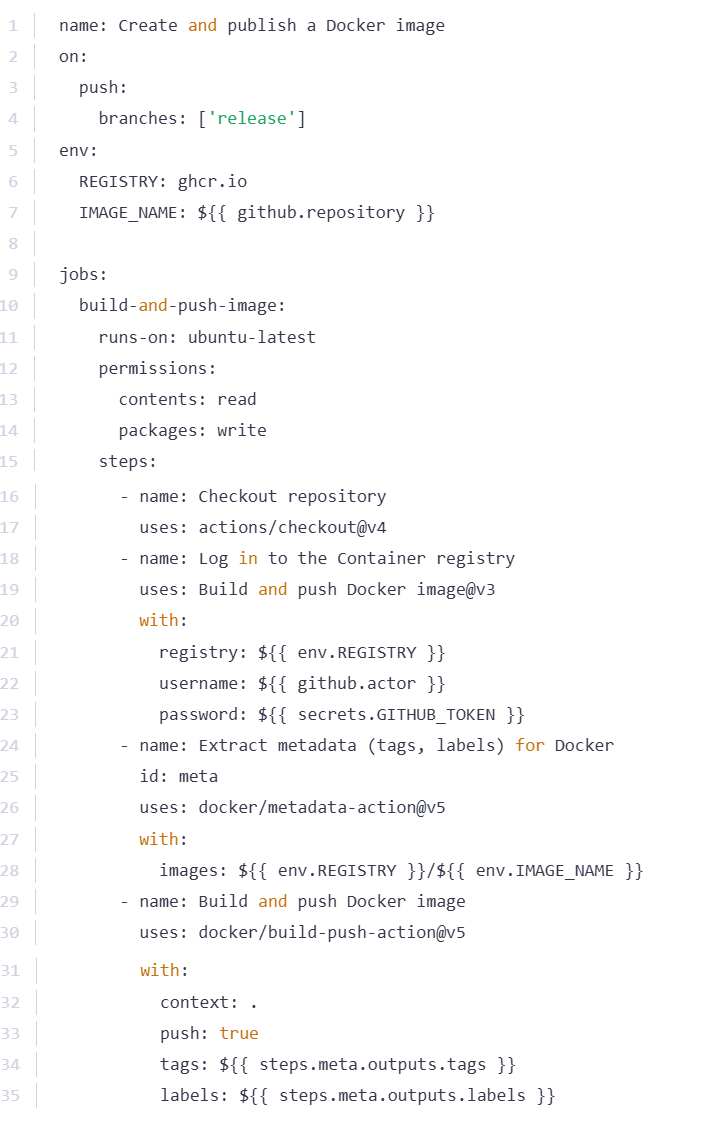 1 name: Create and publish a Docker image
2 on:
3   push:
4     branches: ['release']
5 env:
6   REGISTRY: ghcr.io
7   IMAGE_NAME: ${{ github.repository }}
8
9 jobs:
10   build-and-push-image:
11     runs-on: ubuntu-latest
12     permissions:
13       contents: read
14       packages: write
15     steps:
16       - name: Checkout repository
17         uses: actions/checkout@v4
18       - name: Log in to the Container registry
19         uses: Build and push Docker image@v3
20         with:
21           registry: ${{ env.REGISTRY }}
22           username: ${{ github.actor }}
23           password: ${{ secrets.GITHUB_TOKEN }}
24       - name: Extract metadata (tags, labels) for Docker
25         id: meta
26         uses: docker/metadata-action@v5
27         with:
28           images: ${{ env.REGISTRY }}/${{ env.IMAGE_NAME }}
29       - name: Build and push Docker image
30         uses: docker/build-push-action@v5
31         with:
32           context: .
33           push: true
34           tags: ${{ steps.meta.outputs.tags }}
35           labels: ${{ steps.meta.outputs.labels }}